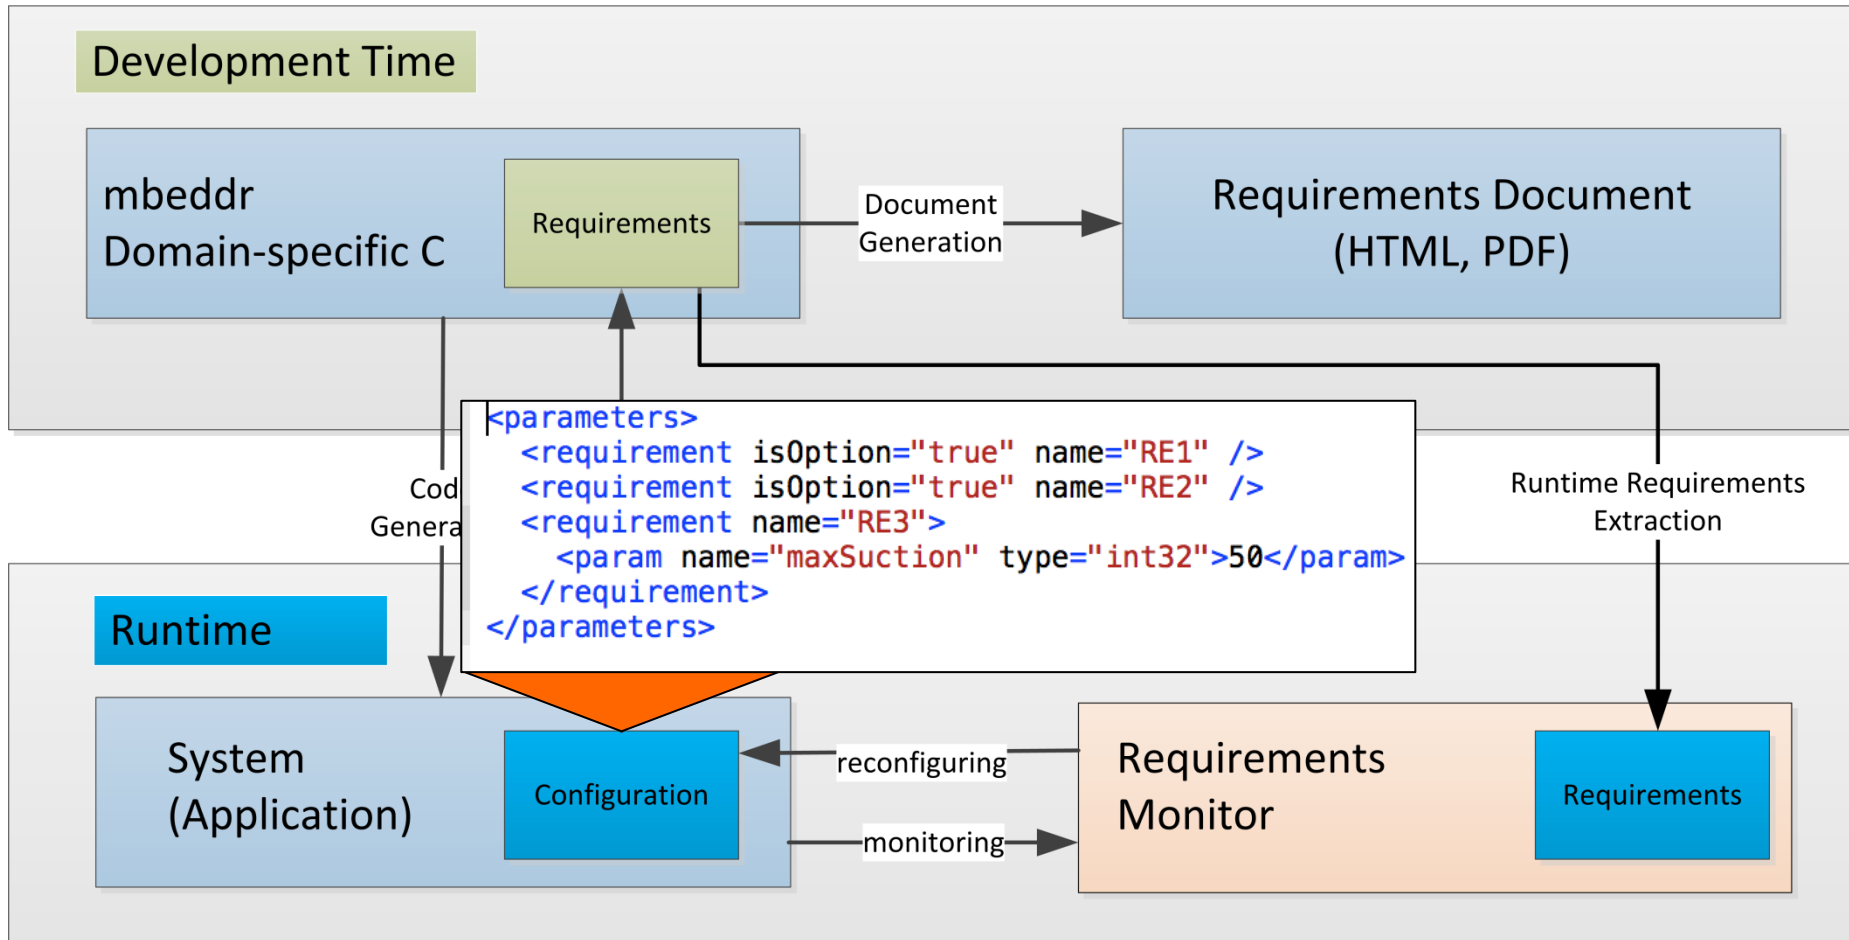 Development Time
mbeddr
Domain-specific C
Requirements
Document
Generation
Requirements Document
(HTML, PDF)
<parameters>
  <requirement isOption="true" name="RE1" />
  <requirement isOption="true" name="RE2" />
  <requirement name="RE3">
    <param name="maxSuction" type="int32">50</param>
  </requirement>
</parameters>
Cod
Genera
Runtime Requirements
Extraction
Runtime
System
(Application)
Configuration
reconfiguring
monitoring
Requirements
Monitor
Requirements